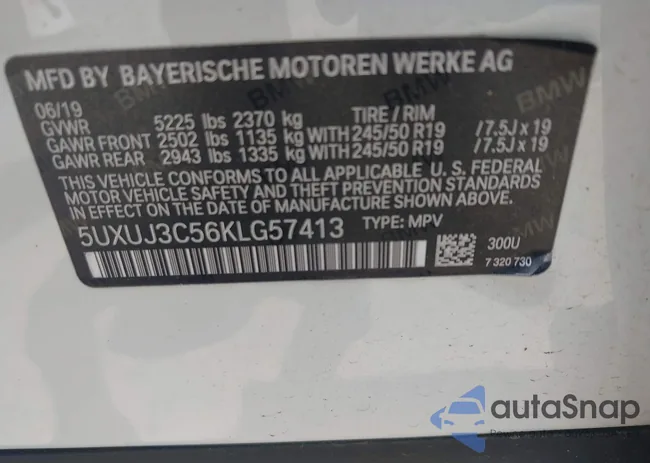 MFD BY BAYERISCHE MOTOREN WERKE AG
06/19 TIRE / RIM
GVWR 5225 lbs 2370 kg
GAWR FRONT 2502 lbs 1135 kg WITH 245/50 R19 /7.5J x 19
GAWR REAR 2943 lbs 1335 kg WITH 245/50 R19 /7.5J x 19
THIS VEHICLE CONFORMS TO ALL APPLICABLE U. S. FEDERAL
MOTOR VEHICLE SAFETY AND THEFT PREVENTION STANDARDS
IN EFFECT ON THE DATE OF MANUFACTURE SHOWN ABOVE.
5UXUJ3C56KLG57413 TYPE: MPV
300U
7 320 730
BMW
BMW
autoSnap